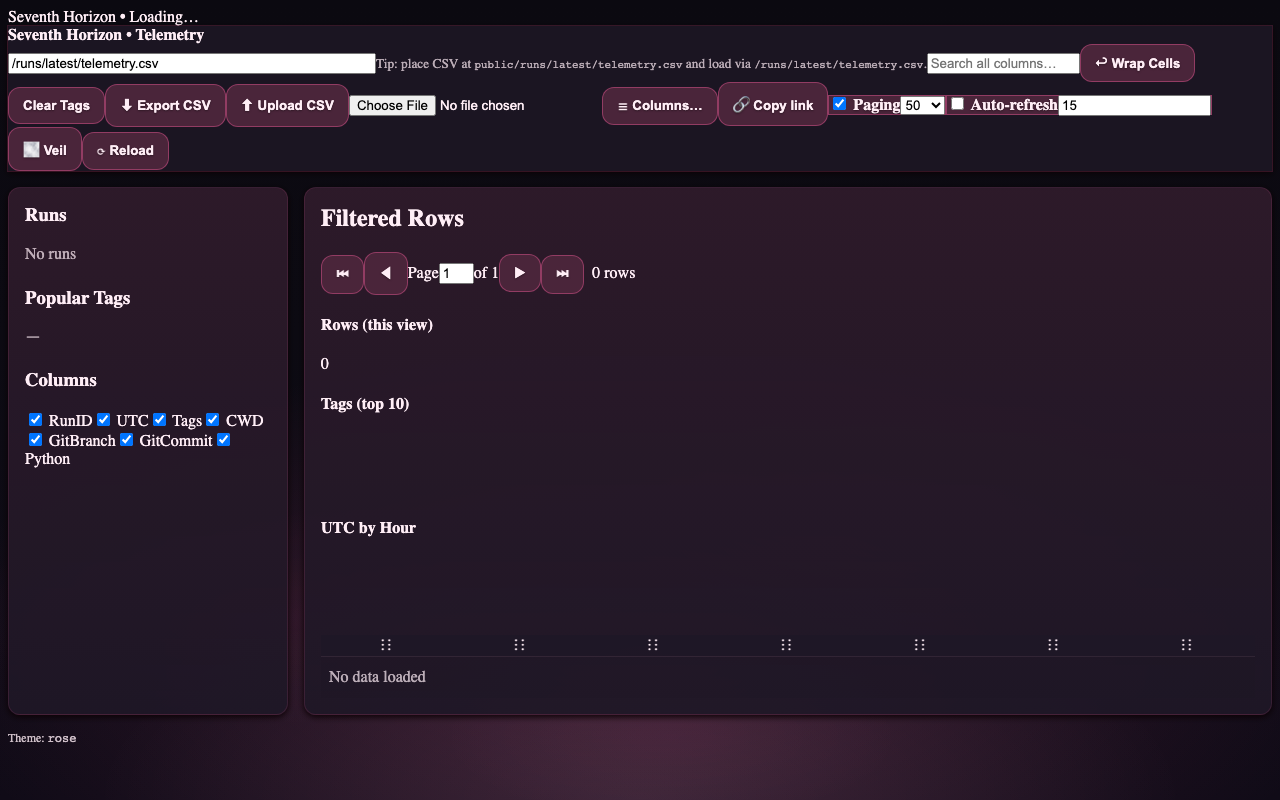 Seventh Horizon • Loading…
Seventh Horizon • Telemetry
/runs/latest/telemetry.csv Tip: place CSV at public/runs/latest/telemetry.csv and load via /runs/latest/telemetry.csv. Search all columns… ↩ Wrap Cells
Clear Tags ⬇ Export CSV ⬆ Upload CSV Choose File No file chosen ≡ Columns… 🔗 Copy link Paging 50 Auto-refresh 15
Veil ⟳ Reload
Runs
No runs
Popular Tags
—
Columns
RunID UTC Tags CWD
GitBranch GitCommit
Python
Filtered Rows
⏮ ◀ Page 1 of 1 ▶ ⏭ 0 rows
Rows (this view)
0
Tags (top 10)
UTC by Hour
No data loaded
Theme: rose